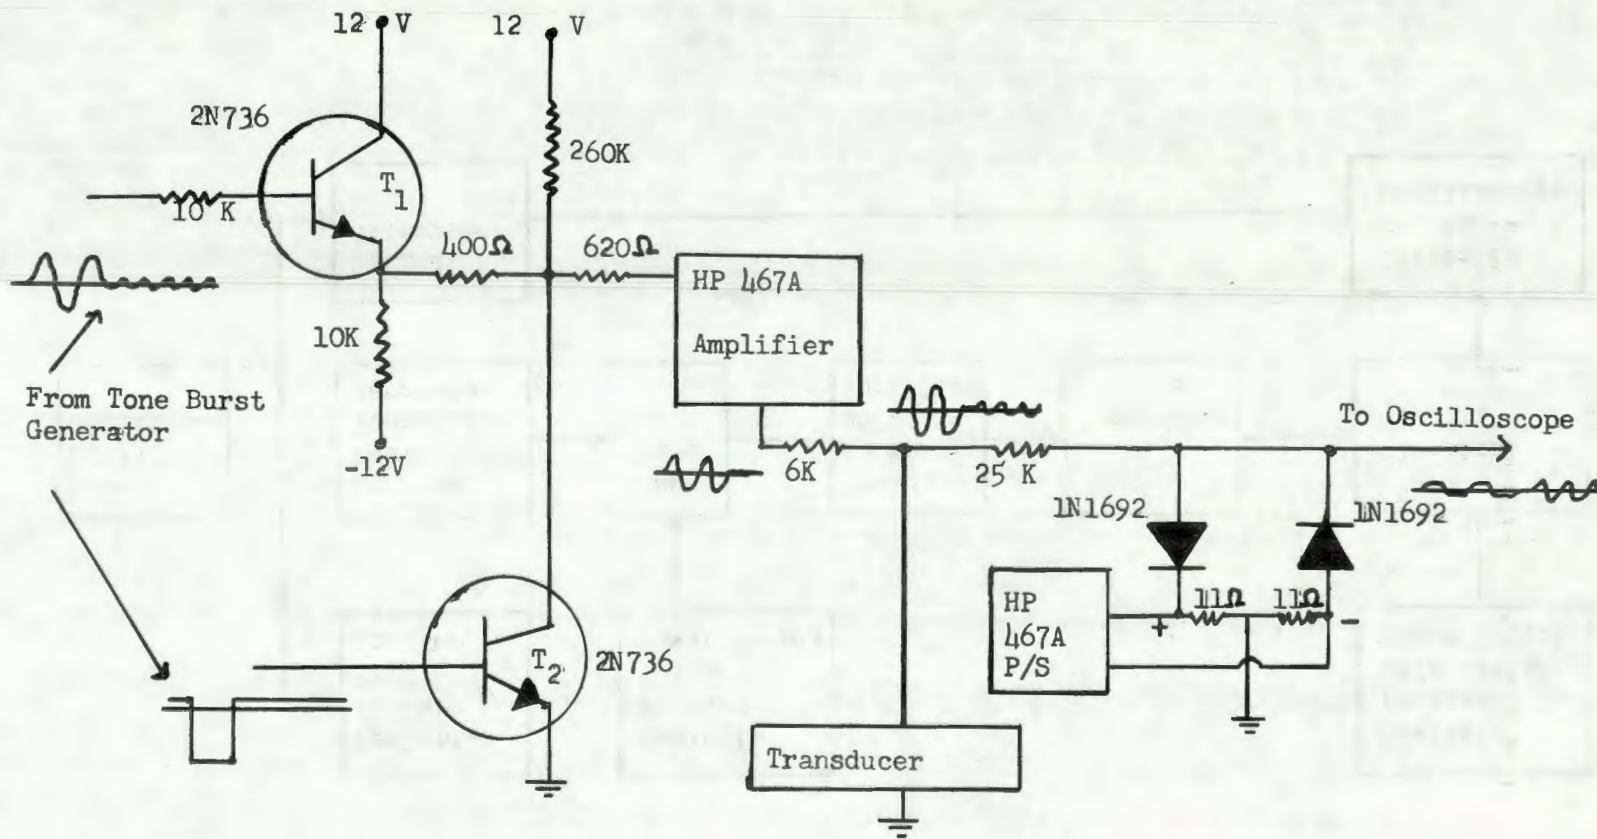 12 V
12 V
2N736
T1
10 K
260K
400Ω
620Ω
HP 467A
Amplifier
10K
-12V
From Tone Burst
Generator
6K
25 K
To Oscilloscope
1N1692
1N1692
HP
467A
P/S
11Ω
11Ω
+
-
T2
2N736
Transducer